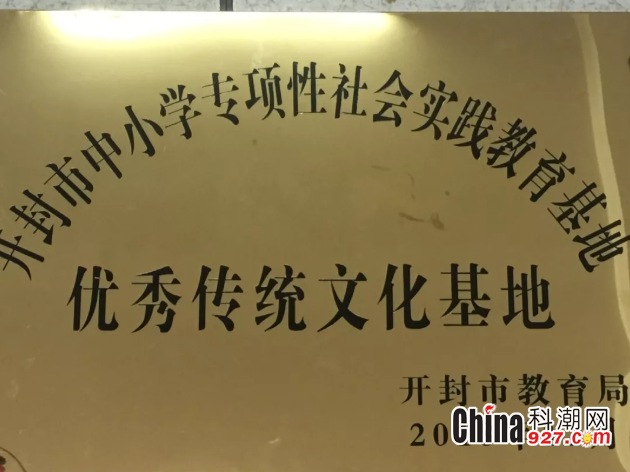 开封市中小学专项性社会实践教育基地
优秀传统文化基地
开封市教育局
China科潮网
927.com